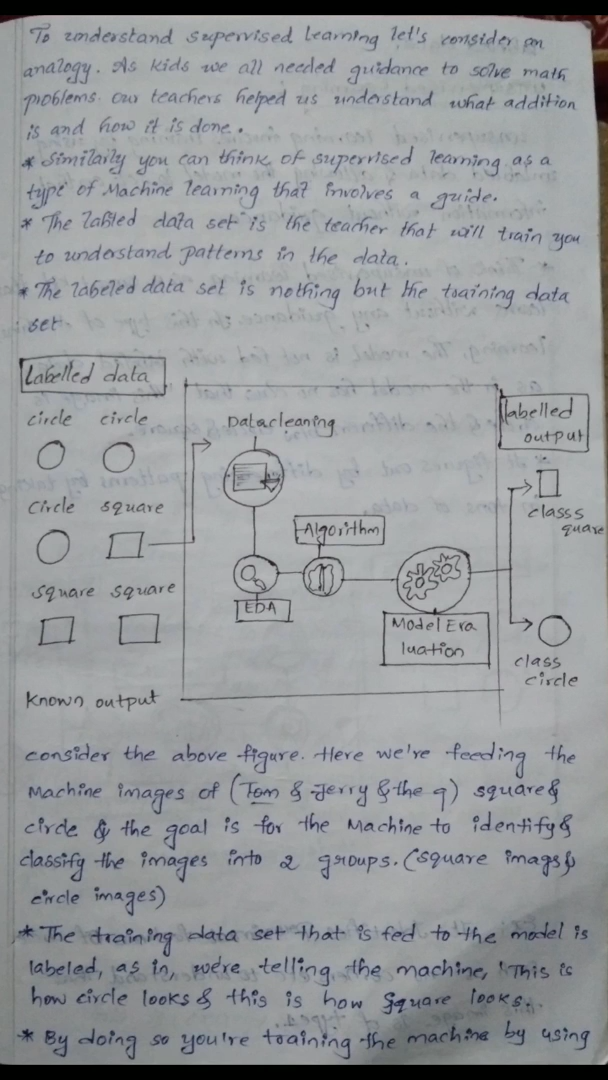 To understand supervised learning let's consider an
analogy. As kids we all needed guidance to solve math
problems. our teachers helped us understand what addition
is and how it is done.
* Similarly you can think of supervised learning as a
type of Machine learning that involves a guide.
* The labled data set is the teacher that will train you
to understand patterns in the data.
* The labeled data set is nothing but the training data
set
Labelled data
circle circle
circle square
square square
Known output
Datacleaning
Algorithm
EDA
Model Eva
luation
labelled
output
classs
quare
class
circle
consider the above figure. Here we're feeding the
Machine images of (Tom & Jerry & the q) square &
circle & the goal is for the Machine to identify &
classify the images into 2 groups. (square imags &
circle images)
* The training data set that is fed to the model is
labeled, as in, we're telling the machine, 'This is
how circle looks & this is how square looks.
* By doing so you're training the machine by using